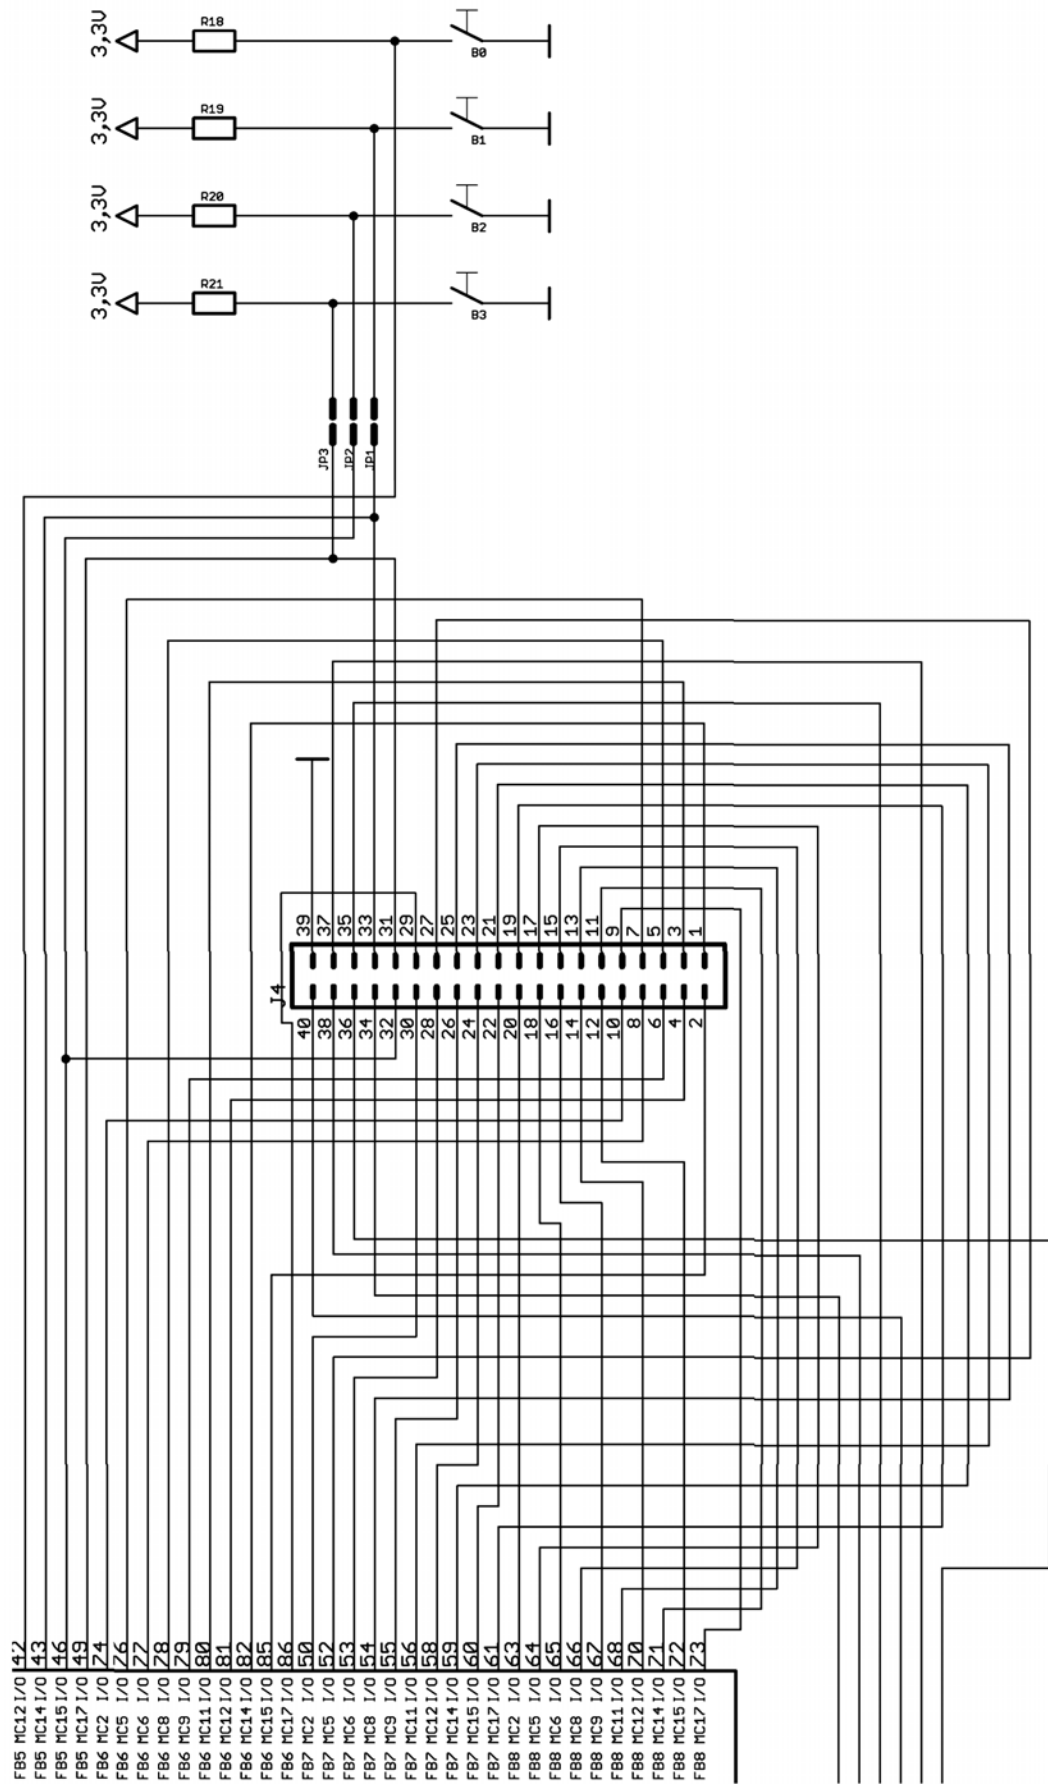 3,3V
R18
B0
3,3V
R19
B1
3,3V
R20
B2
3,3V
R21
B3
JP3
JP2
JP1
39 37 35 33 31 29 27 25 23 21 19 17 15 13 11 9 7 5 3 1
J4
40 38 36 34 32 30 28 26 24 22 20 18 16 14 12 10 8 6 4 2
FB5 MC12 I/O 42
FB5 MC14 I/O 43
FB5 MC15 I/O 46
FB5 MC17 I/O 49
FB6 MC2 I/O 74
FB6 MC5 I/O 76
FB6 MC6 I/O 77
FB6 MC8 I/O 78
FB6 MC9 I/O 79
FB6 MC11 I/O 80
FB6 MC12 I/O 81
FB6 MC14 I/O 82
FB6 MC15 I/O 85
FB6 MC17 I/O 86
FB7 MC2 I/O 50
FB7 MC5 I/O 52
FB7 MC6 I/O 53
FB7 MC8 I/O 54
FB7 MC9 I/O 55
FB7 MC11 I/O 56
FB7 MC12 I/O 58
FB7 MC14 I/O 59
FB7 MC15 I/O 60
FB7 MC17 I/O 61
FB8 MC2 I/O 63
FB8 MC5 I/O 64
FB8 MC6 I/O 65
FB8 MC8 I/O 66
FB8 MC9 I/O 67
FB8 MC11 I/O 68
FB8 MC12 I/O 70
FB8 MC14 I/O 71
FB8 MC15 I/O 72
FB8 MC17 I/O 73